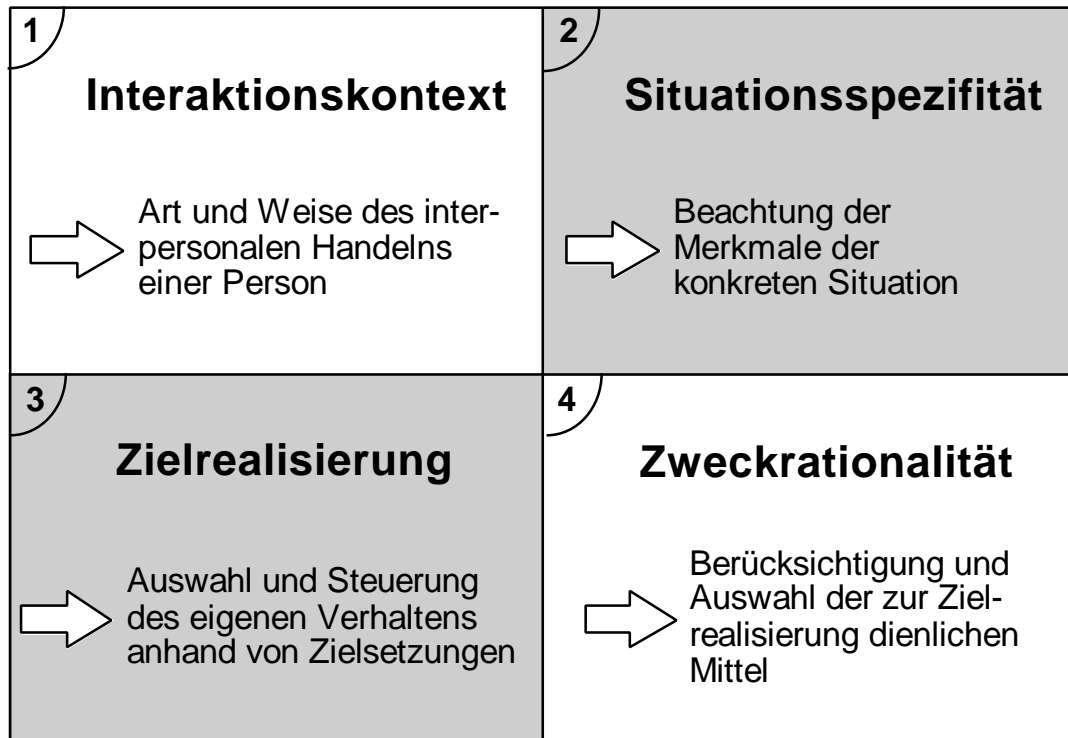 1
Interaktionskontext
Art und Weise des inter-
personalen Handelns
einer Person
2
Situationsspezifität
Beachtung der
Merkmale der
konkreten Situation
3
Zielrealisierung
Auswahl und Steuerung
des eigenen Verhaltens
anhand von Zielsetzungen
4
Zweckrationalität
Berücksichtigung und
Auswahl der zur Ziel-
realisierung dienlichen
Mittel